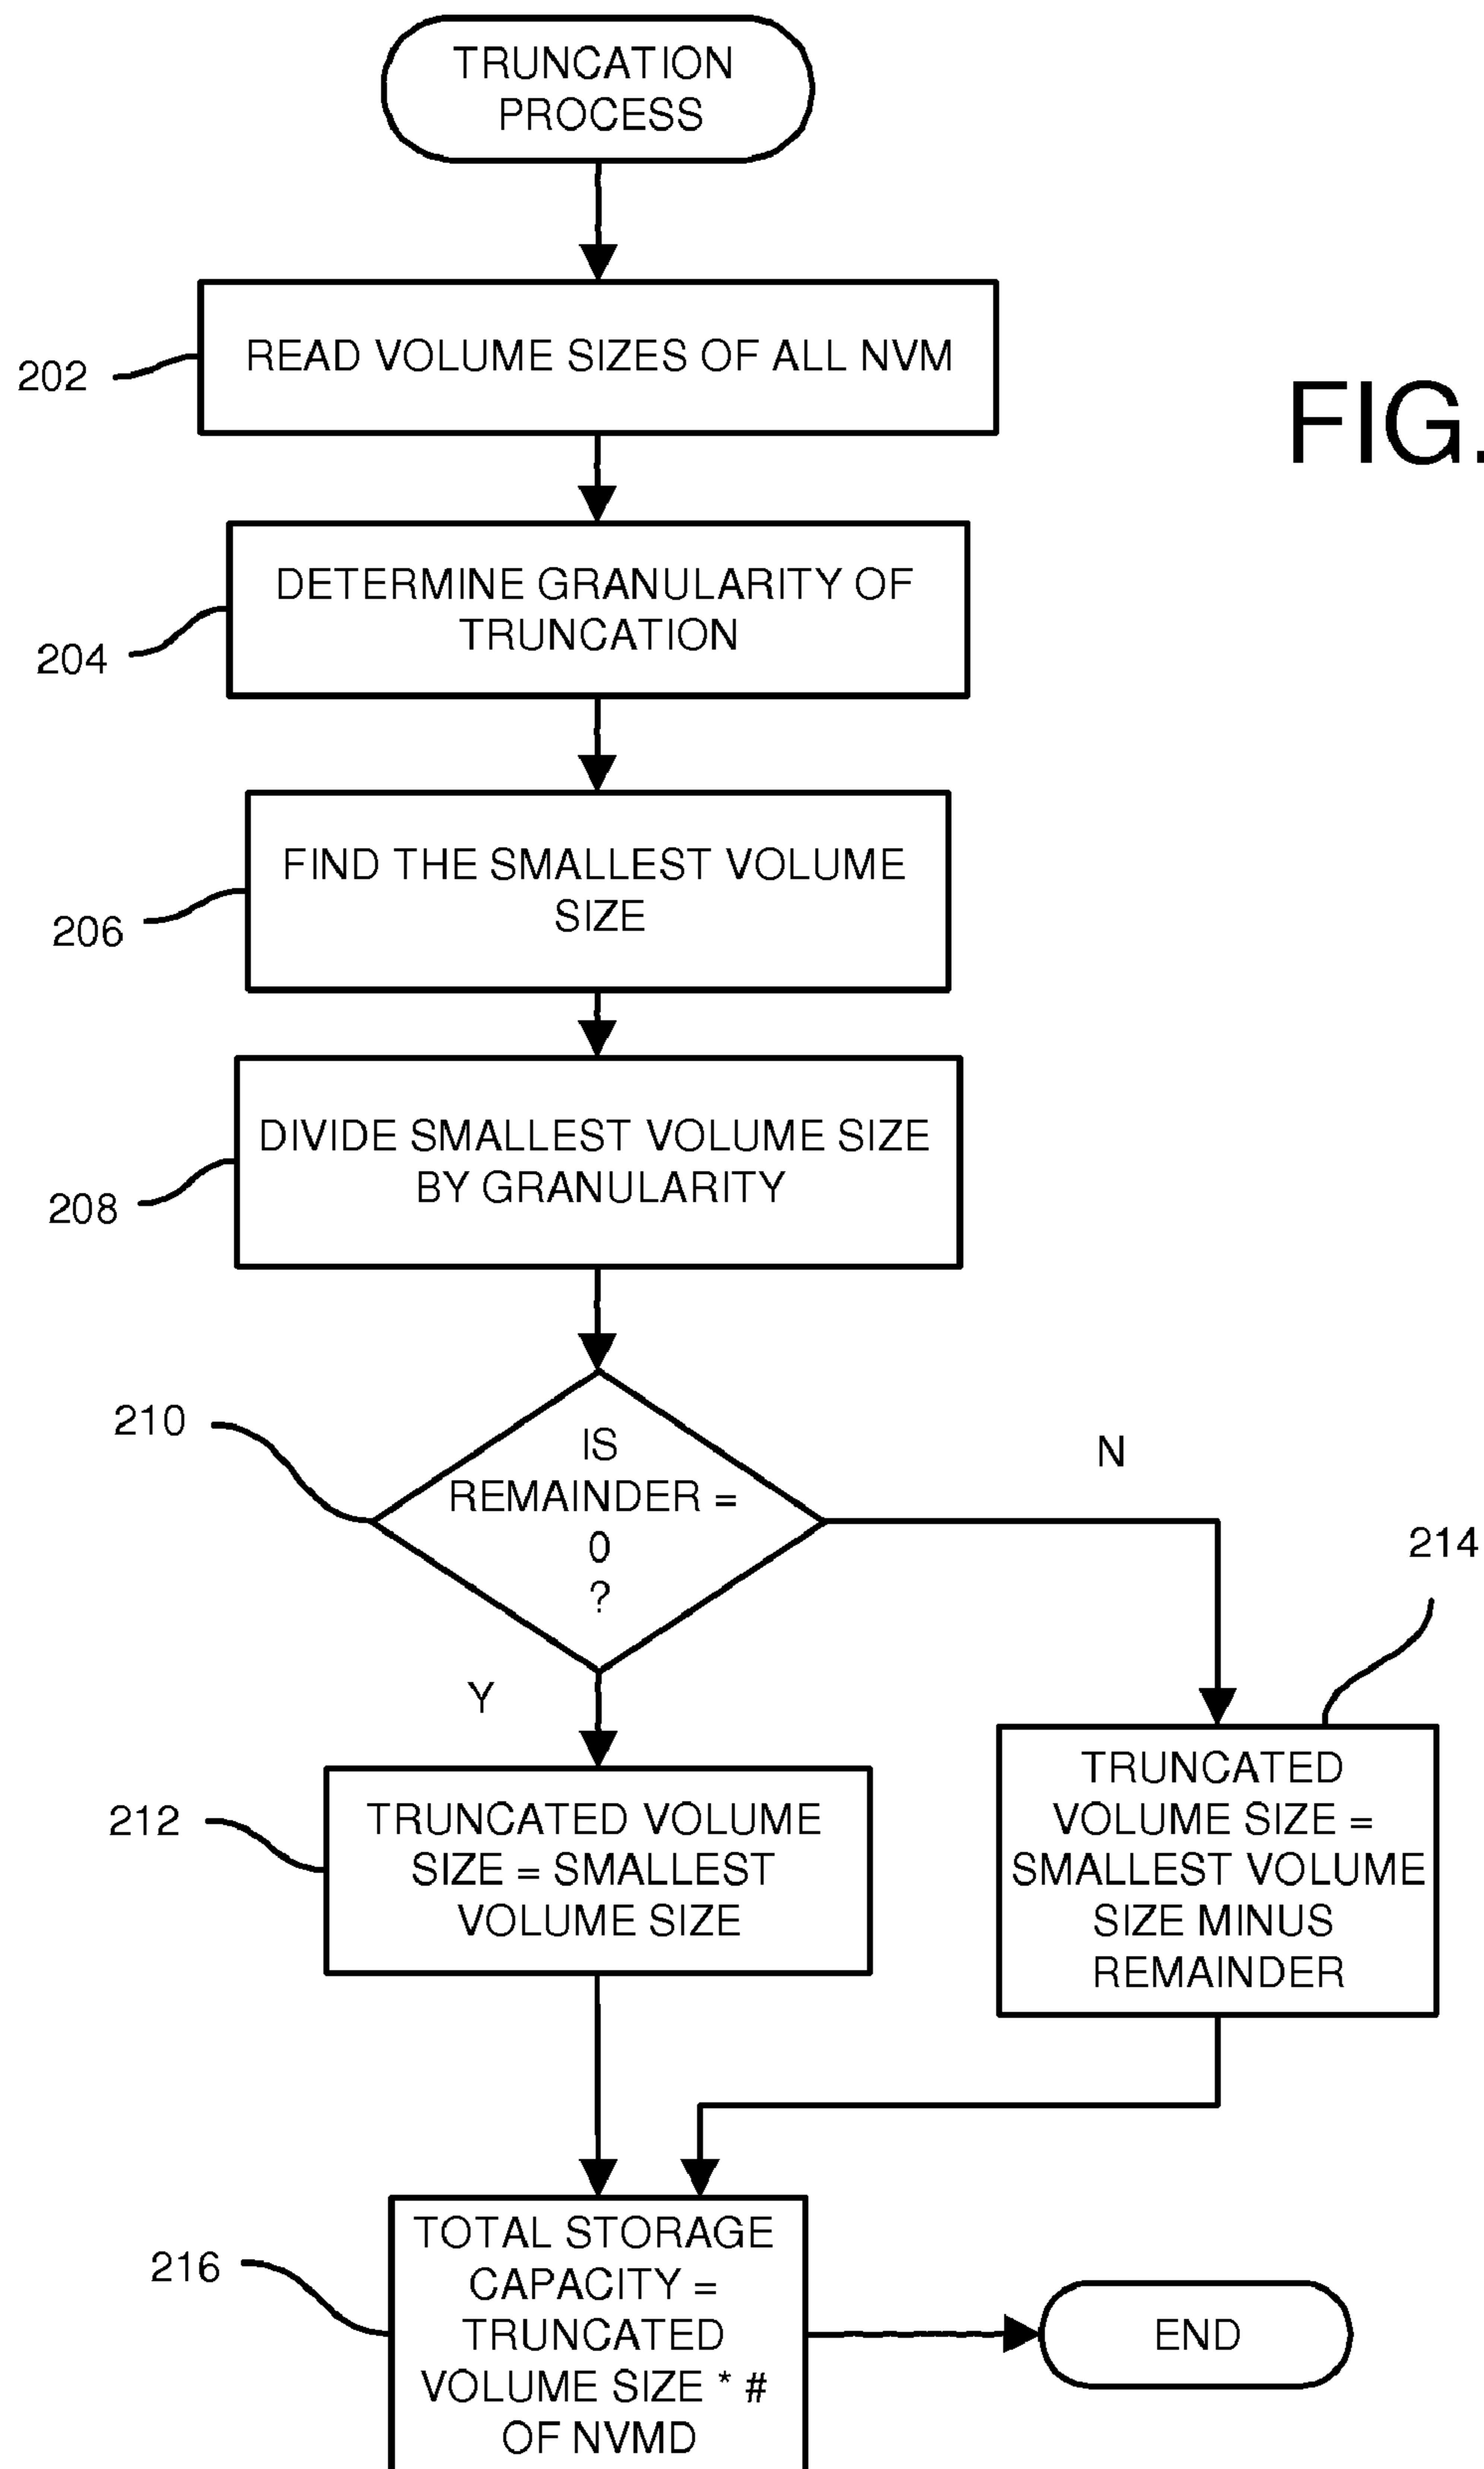 TRUNCATION
PROCESS
202
READ VOLUME SIZES OF ALL NVM
FIG.
204
DETERMINE GRANULARITY OF
TRUNCATION
206
FIND THE SMALLEST VOLUME
SIZE
208
DIVIDE SMALLEST VOLUME SIZE
BY GRANULARITY
210
IS
REMAINDER =
0
?
N
Y
214
212
TRUNCATED VOLUME
SIZE = SMALLEST
VOLUME SIZE
TRUNCATED
VOLUME SIZE =
SMALLEST VOLUME
SIZE MINUS
REMAINDER
216
TOTAL STORAGE
CAPACITY =
TRUNCATED
VOLUME SIZE * #
OF NVMD
END